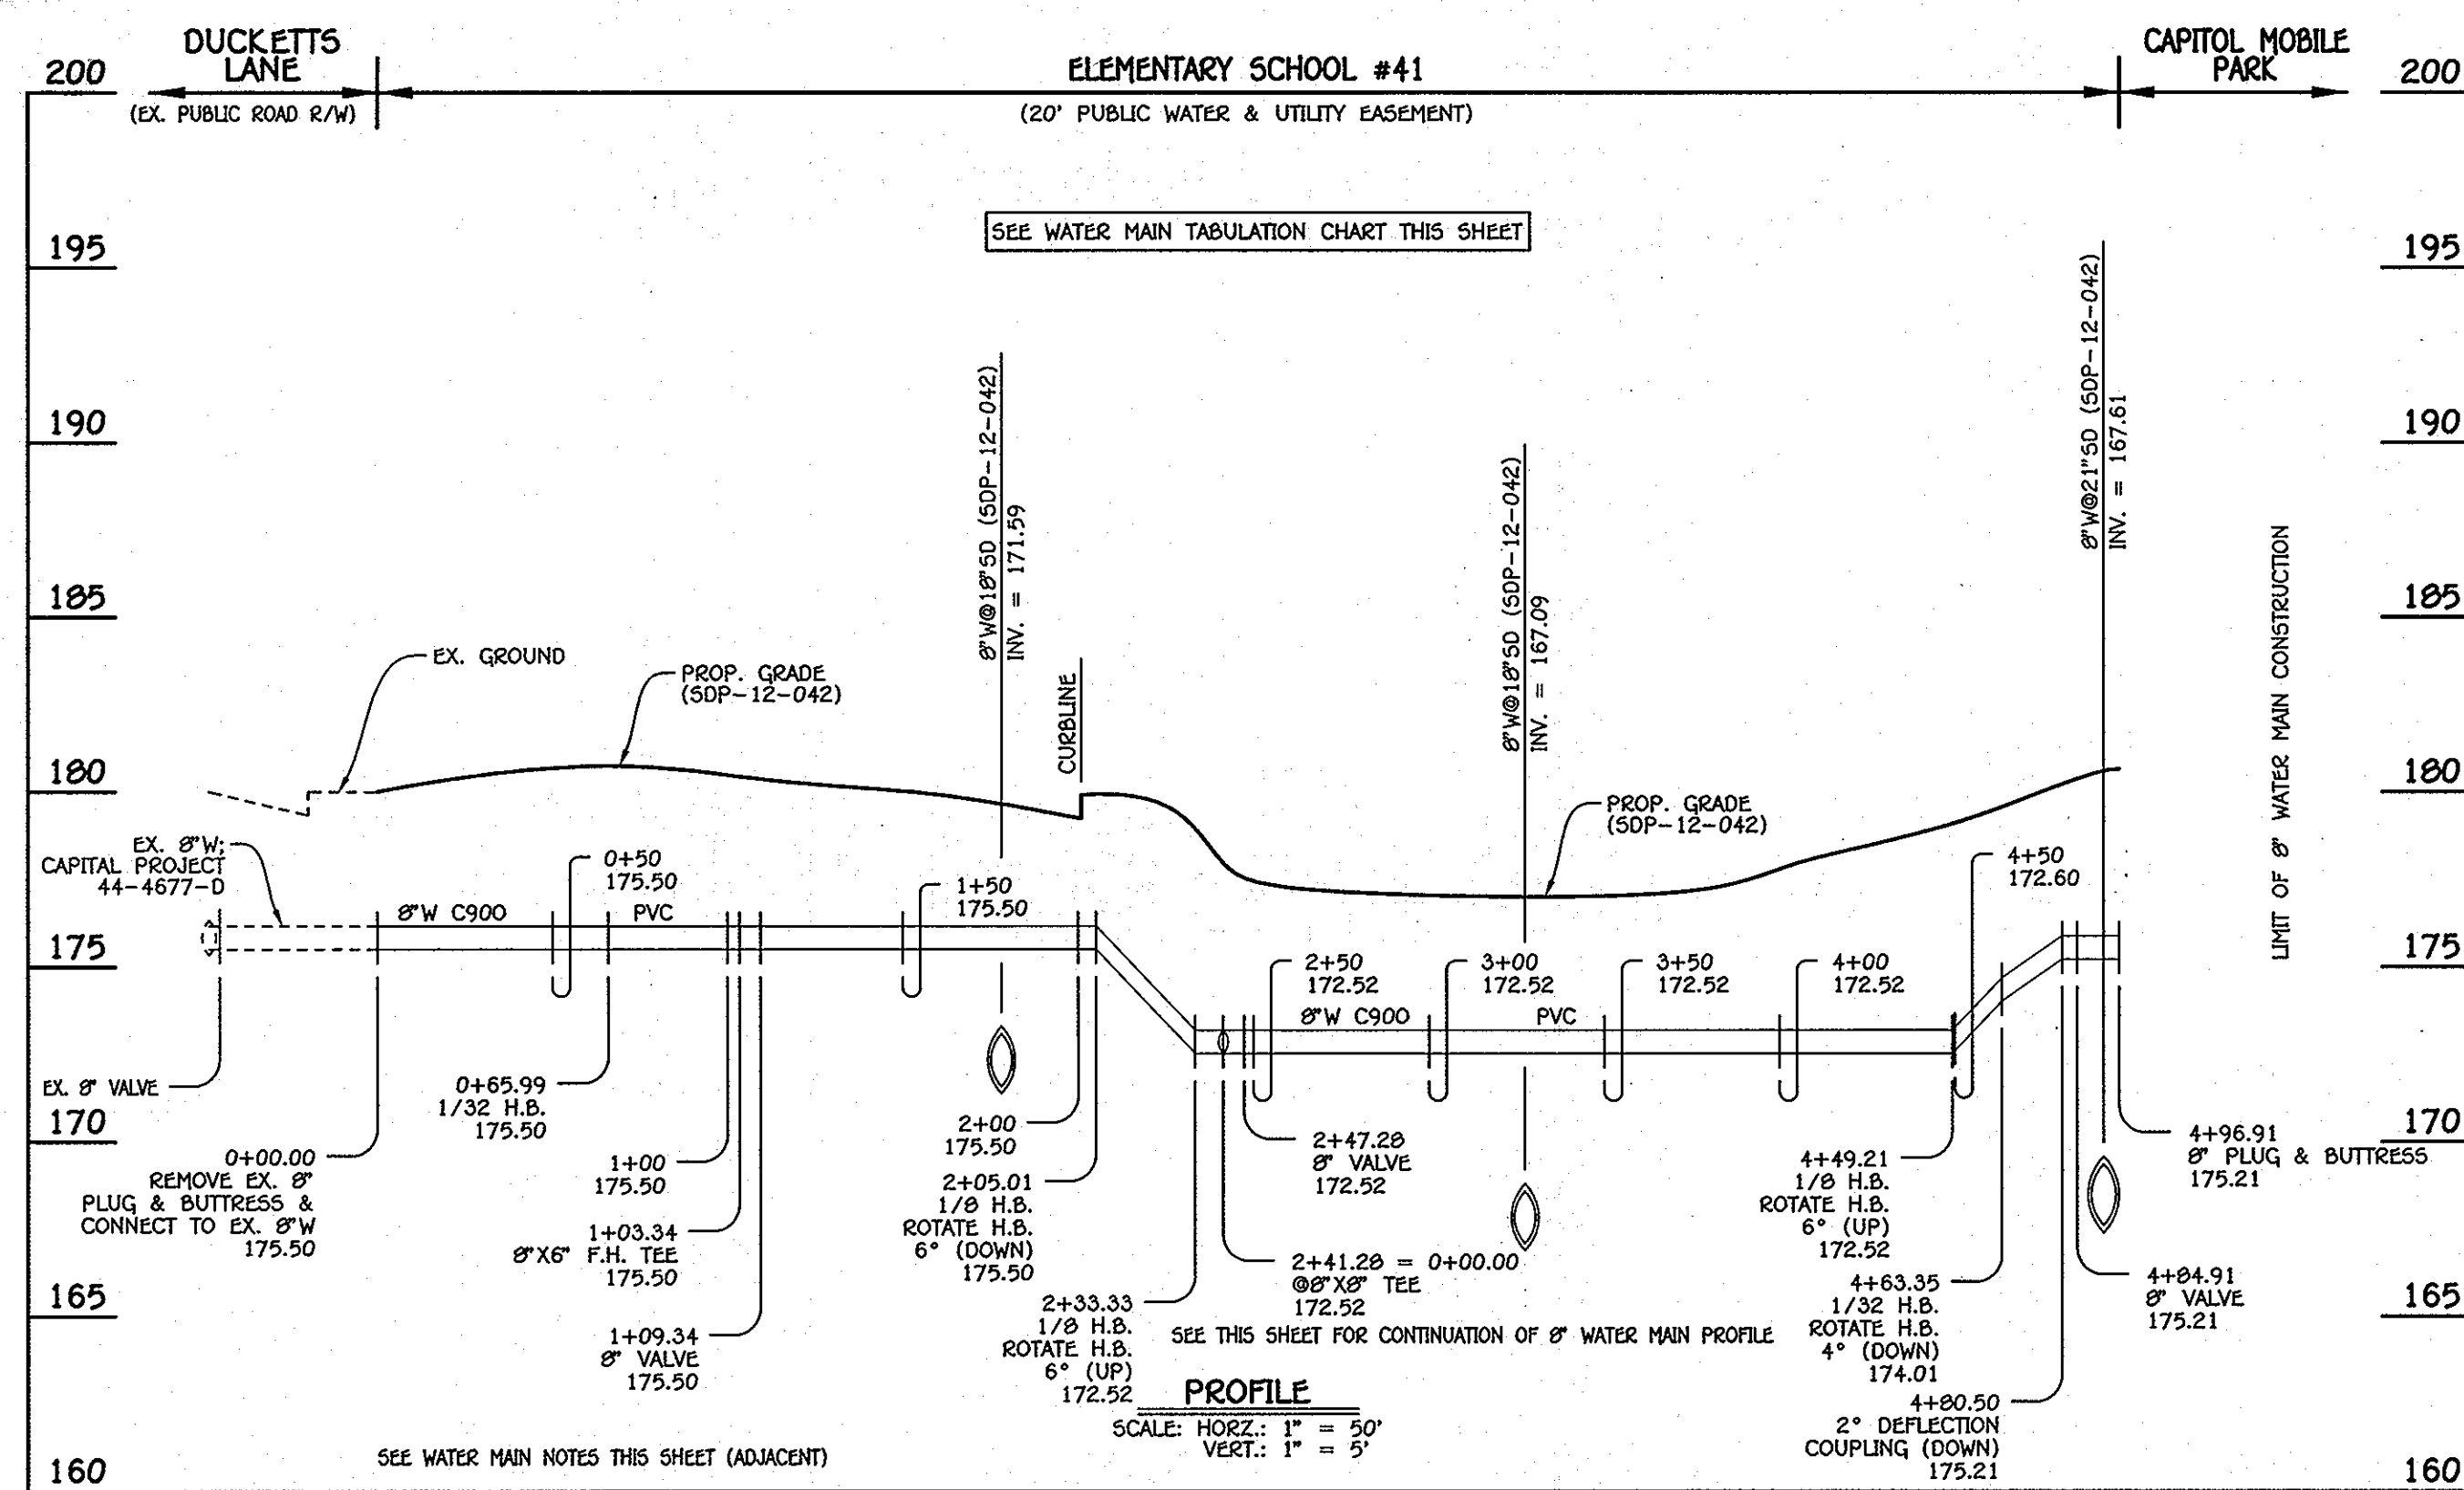 DUCKETTS
LANE
(EX. PUBLIC ROAD R/W)
ELEMENTARY SCHOOL #41
(20' PUBLIC WATER & UTILITY EASEMENT)
CAPITOL MOBILE
PARK
200
200
SEE WATER MAIN TABULATION CHART THIS SHEET
195
195
190
190
185
185
180
180
175
175
170
170
165
165
160
160
8"W@18"SD (SDP-12-042)
INV. = 171.59
CURBLINE
8"W@18"SD (SDP-12-042)
INV. = 167.09
8"W@21"SD (SDP-12-042)
INV. = 167.61
LIMIT OF 8" WATER MAIN CONSTRUCTION
EX. GROUND
PROP. GRADE
(SDP-12-042)
PROP. GRADE
(SDP-12-042)
EX. 8"W;
CAPITAL PROJECT
44-4677-D
8"W C900
PVC
0+50
175.50
1+50
175.50
2+50
172.52
3+00
172.52
3+50
172.52
4+00
172.52
4+50
172.60
8"W C900
PVC
EX. 8" VALVE
0+00.00
REMOVE EX. 8"
PLUG & BUTTRESS &
CONNECT TO EX. 8"W
175.50
0+65.99
1/32 H.B.
175.50
1+00
175.50
1+03.34
8"X6" F.H. TEE
175.50
1+09.34
8" VALVE
175.50
2+00
175.50
2+05.01
1/8 H.B.
ROTATE H.B.
6° (DOWN)
175.50
2+33.33
1/8 H.B.
ROTATE H.B.
6° (UP)
172.52
2+47.28
8" VALVE
172.52
2+41.28 = 0+00.00
@8"X8" TEE
172.52
SEE THIS SHEET FOR CONTINUATION OF 8" WATER MAIN PROFILE
4+49.21
1/8 H.B.
ROTATE H.B.
6° (UP)
172.52
4+63.35
1/32 H.B.
ROTATE H.B.
4° (DOWN)
174.01
4+80.50
2° DEFLECTION
COUPLING (DOWN)
175.21
4+96.91
8" PLUG & BUTTRESS
175.21
4+84.91
8" VALVE
175.21
PROFILE
SCALE: HORZ.: 1" = 50'
VERT.: 1" = 5'
SEE WATER MAIN NOTES THIS SHEET (ADJACENT)